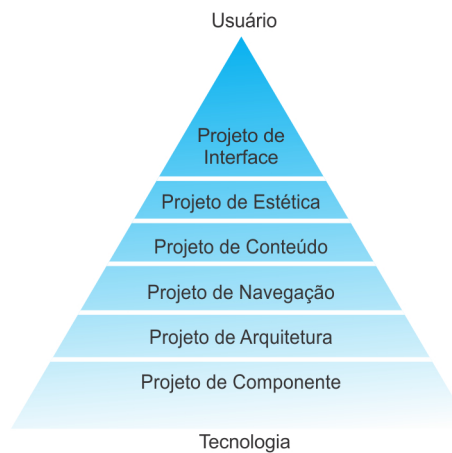 Usuário
Projeto de
Interface
Projeto de Estética
Projeto de Conteúdo
Projeto de Navegação
Projeto de Arquitetura
Projeto de Componente
Tecnologia